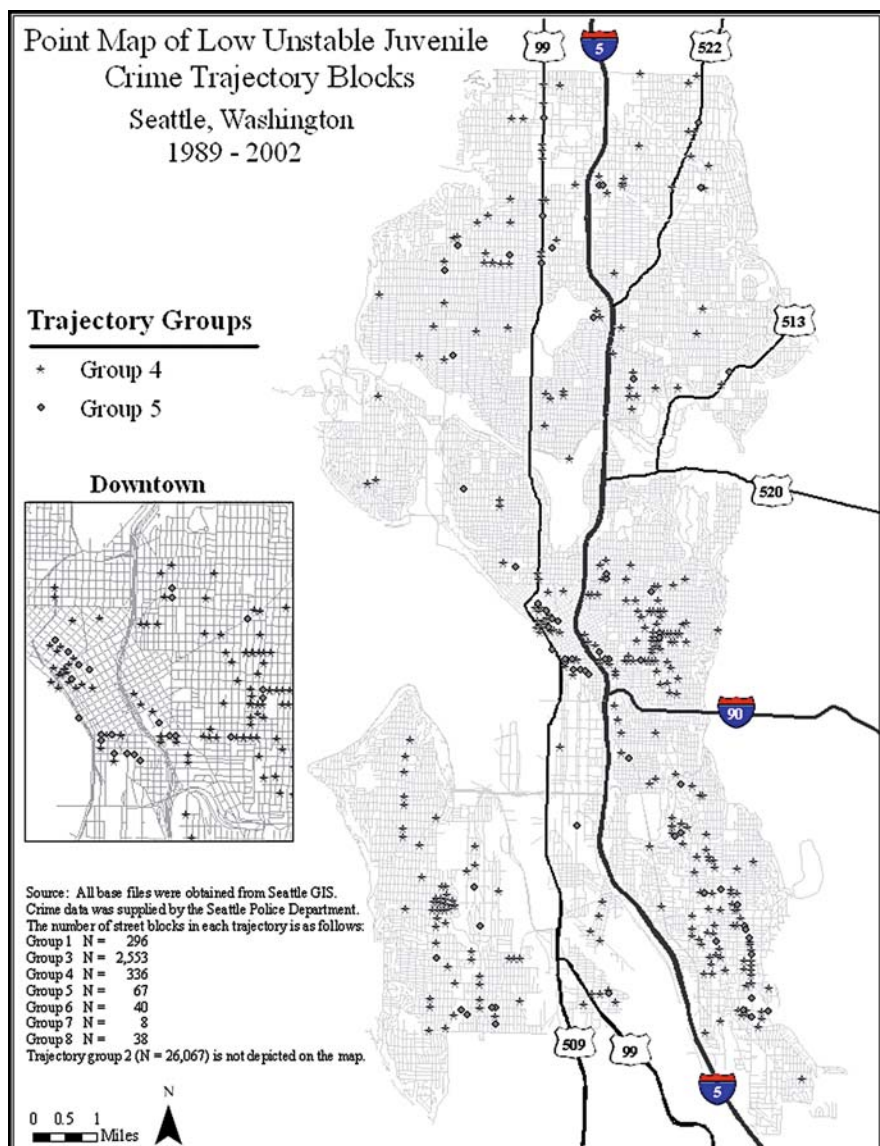 Point Map of Low Unstable Juvenile
Crime Trajectory Blocks
Seattle, Washington
1989 - 2002
99
5
522
Trajectory Groups
Group 4
Group 5
513
Downtown
520
90
Source: All base files were obtained from Seattle GIS.
Crime data was supplied by the Seattle Police Department.
The number of street blocks in each trajectory is as follows:
Group 1 N = 296
Group 3 N = 2,553
Group 4 N = 336
Group 5 N = 67
Group 6 N = 40
Group 7 N = 8
Group 8 N = 38
Trajectory group 2 (N = 26,067) is not depicted on the map.
509
99
5
N
0 0.5 1
Miles